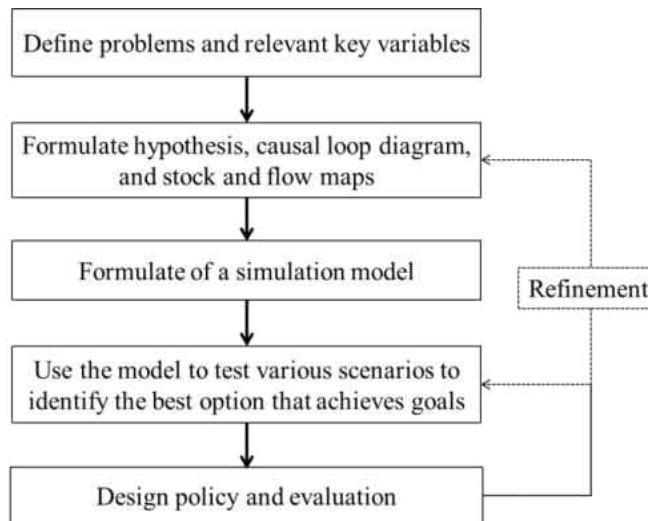 Define problems and relevant key variables
Formulate hypothesis, causal loop diagram,
and stock and flow maps
Formulate of a simulation model
Refinement
Use the model to test various scenarios to
identify the best option that achieves goals
Design policy and evaluation